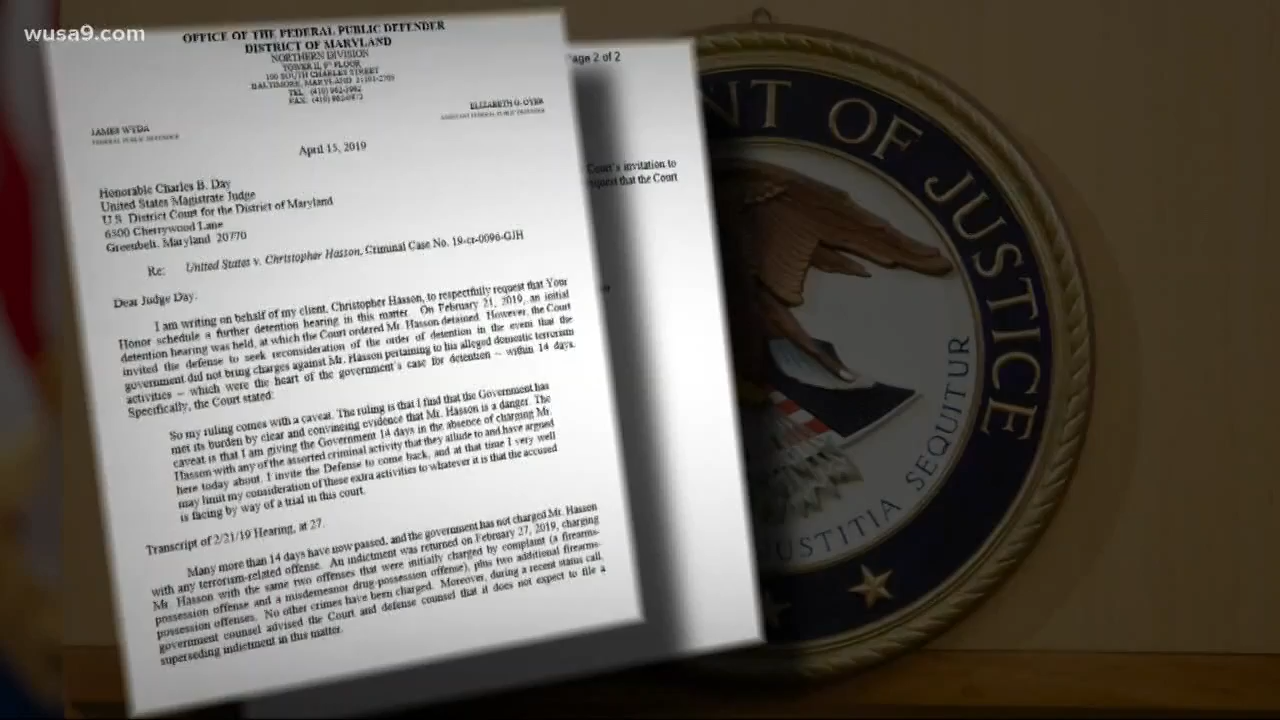 wusa9.com
OFFICE OF THE FEDERAL PUBLIC DEFENDER
DISTRICT OF MARYLAND
NORTHERN DIVISION
TOWER II, 9th FLOOR
100 SOUTH CHARLES STREET
BALTIMORE, MARYLAND 21201-2705
TEL: (410) 962-3962
FAX: (410) 962-0872
JAMES WYDA
FEDERAL PUBLIC DEFENDER
ELIZABETH G. OYER
ASSISTANT FEDERAL PUBLIC DEFENDER
April 15, 2019
Honorable Charles B. Day
United States Magistrate Judge
U.S. District Court for the District of Maryland
6500 Cherrywood Lane
Greenbelt, Maryland 20770
Re: United States v. Christopher Hasson, Criminal Case No. 19-cr-0096-GJH
Dear Judge Day:
I am writing on behalf of my client, Christopher Hasson, to respectfully request that Your
Honor schedule a further detention hearing in this matter. On February 21, 2019, an initial
detention hearing was held, at which the Court ordered Mr. Hasson detained. However, the Court
invited the defense to seek reconsideration of the order of detention in the event that the
government did not bring charges against Mr. Hasson pertaining to his alleged domestic terrorism
activities – which were the heart of the government's case for detention – within 14 days.
Specifically, the Court stated:
So my ruling comes with a caveat. The ruling is that I find that the Government has
met its burden by clear and convincing evidence that Mr. Hasson is a danger. The
caveat is that I am giving the Government 14 days in the absence of charging Mr.
Hasson with any of the assorted criminal activity that they allude to and have argued
here today about. I invite the Defense to come back, and at that time I very well
may limit my consideration of these extra activities to whatever it is that the accused
is facing by way of a trial in this court.
Transcript of 2/21/19 Hearing, at 27.
Many more than 14 days have now passed, and the government has not charged Mr. Hasson
with any terrorism-related offense. An indictment was returned on February 27, 2019, charging
Mr. Hasson with the same two offenses that were initially charged by complaint (a firearms-
possession offense and a misdemeanor drug-possession offense), plus two additional firearms-
possession offenses. No other crimes have been charged. Moreover, during a recent status call,
government counsel advised the Court and defense counsel that it does not expect to file a
superseding indictment in this matter.
Page 2 of 2
Court's invitation to
request that the Court
NT OF JUSTICE
USTITIA SEQUITUR